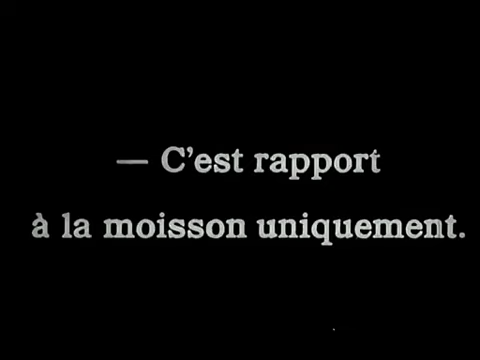 — C'est rapport
à la moisson uniquement.